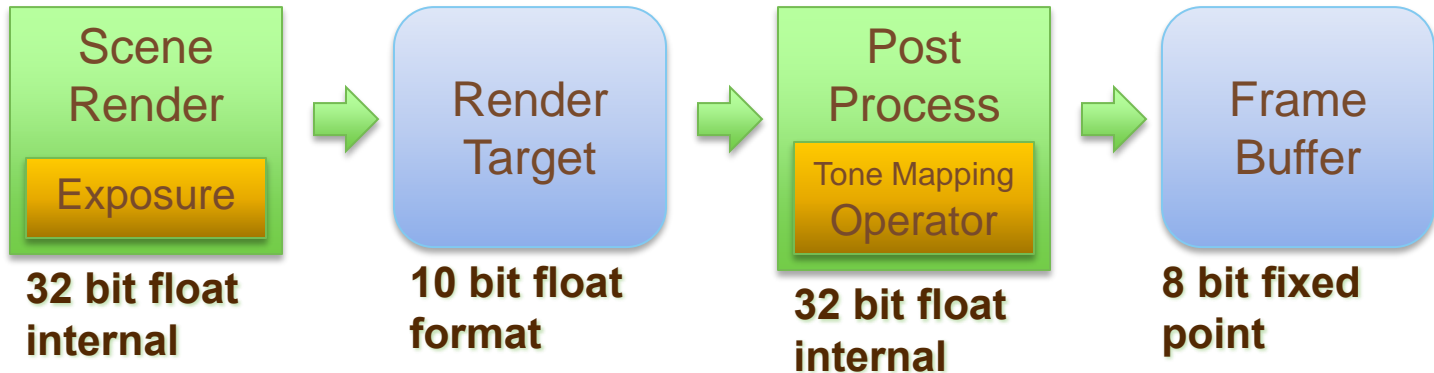 Scene
Render
Exposure
32 bit float
internal
Render
Target
10 bit float
format
Post
Process
Tone Mapping
Operator
32 bit float
internal
Frame
Buffer
8 bit fixed
point